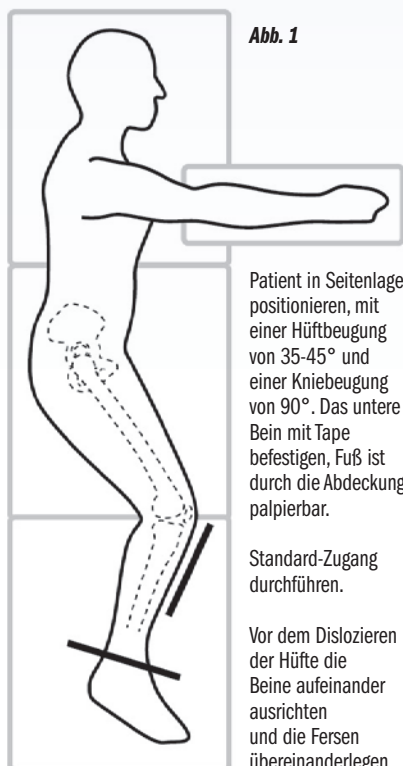 Abb. 1
Patient in Seitenlage
positionieren, mit
einer Hüftbeugung
von 35-45° und
einer Kniebeugung
von 90°. Das untere
Bein mit Tape
befestigen, Fuß ist
durch die Abdeckung
palpierbar.
Standard-Zugang
durchführen.
Vor dem Dislozieren
der Hüfte die
Beine aufeinander
ausrichten
und die Fersen
übereinanderlegen